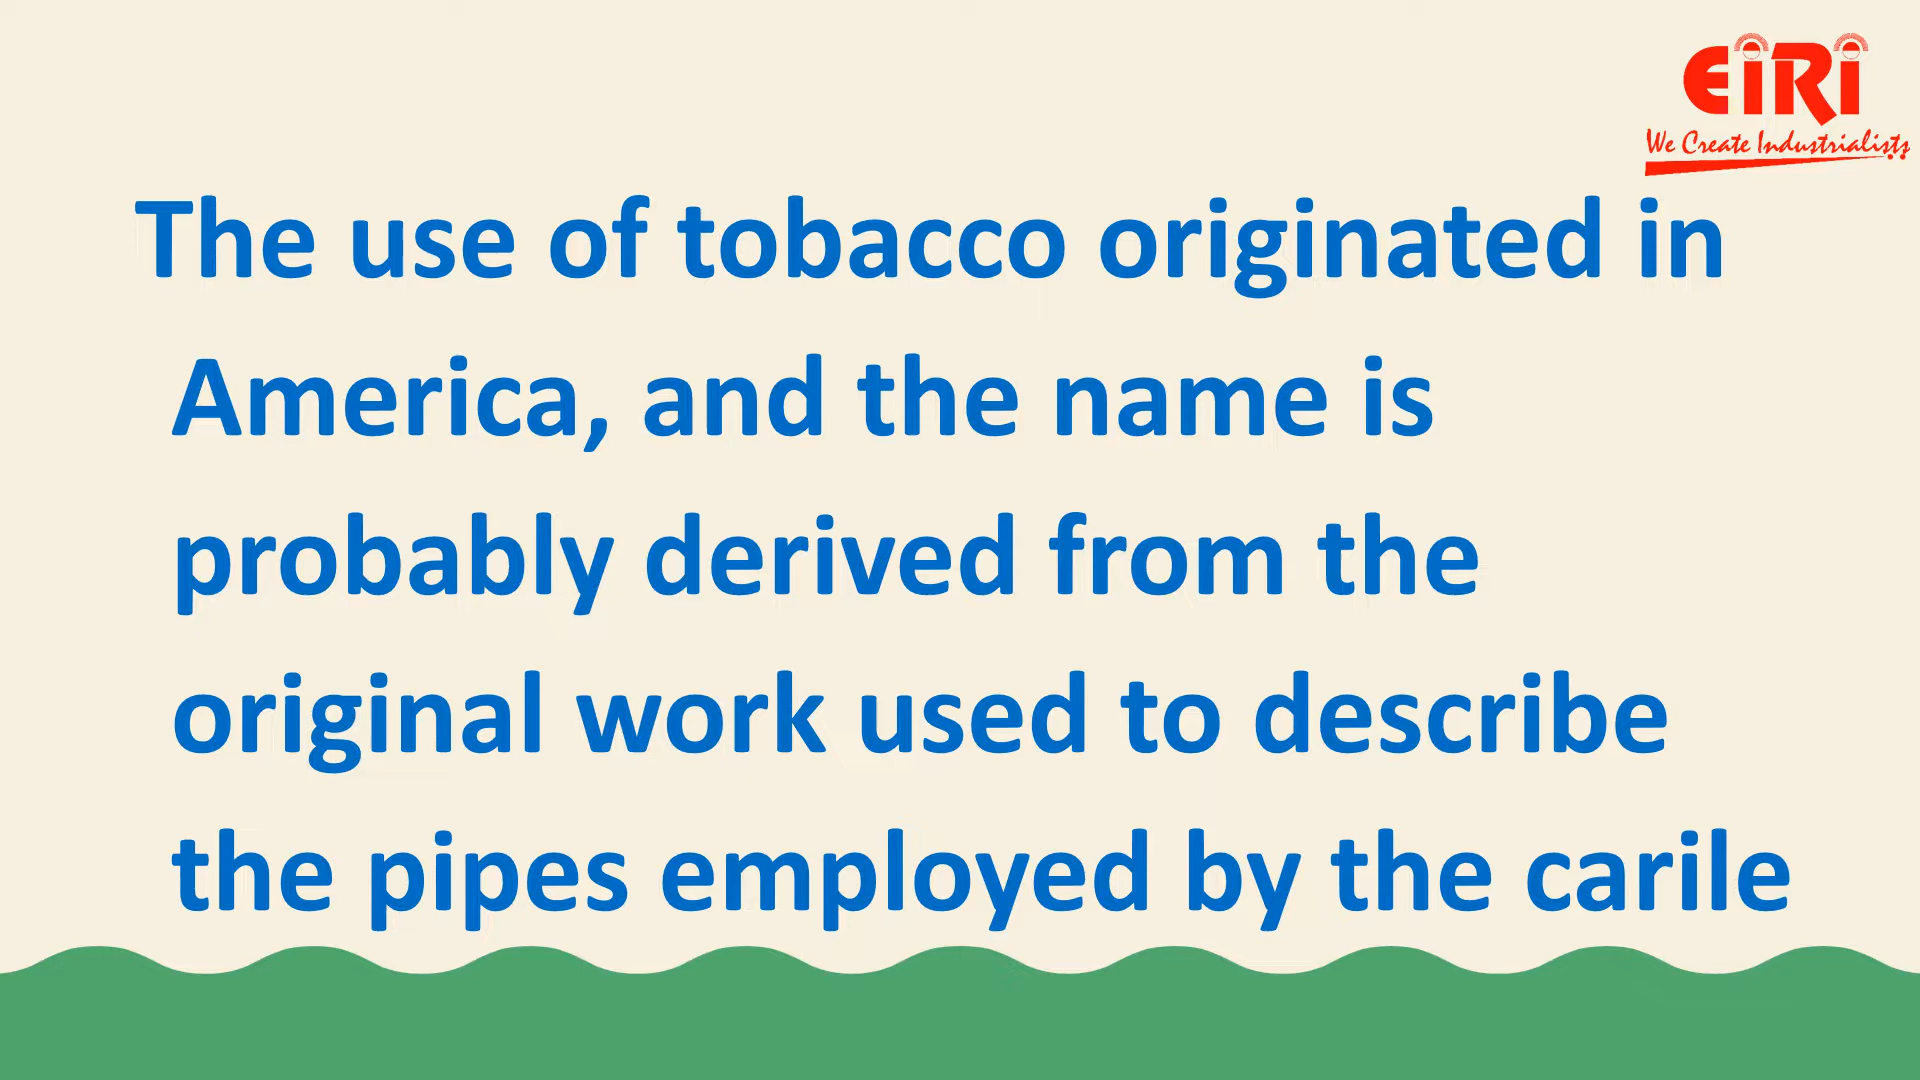 EiRi
We Create Industrialists
The use of tobacco originated in
America, and the name is
probably derived from the
original work used to describe
the pipes employed by the carile